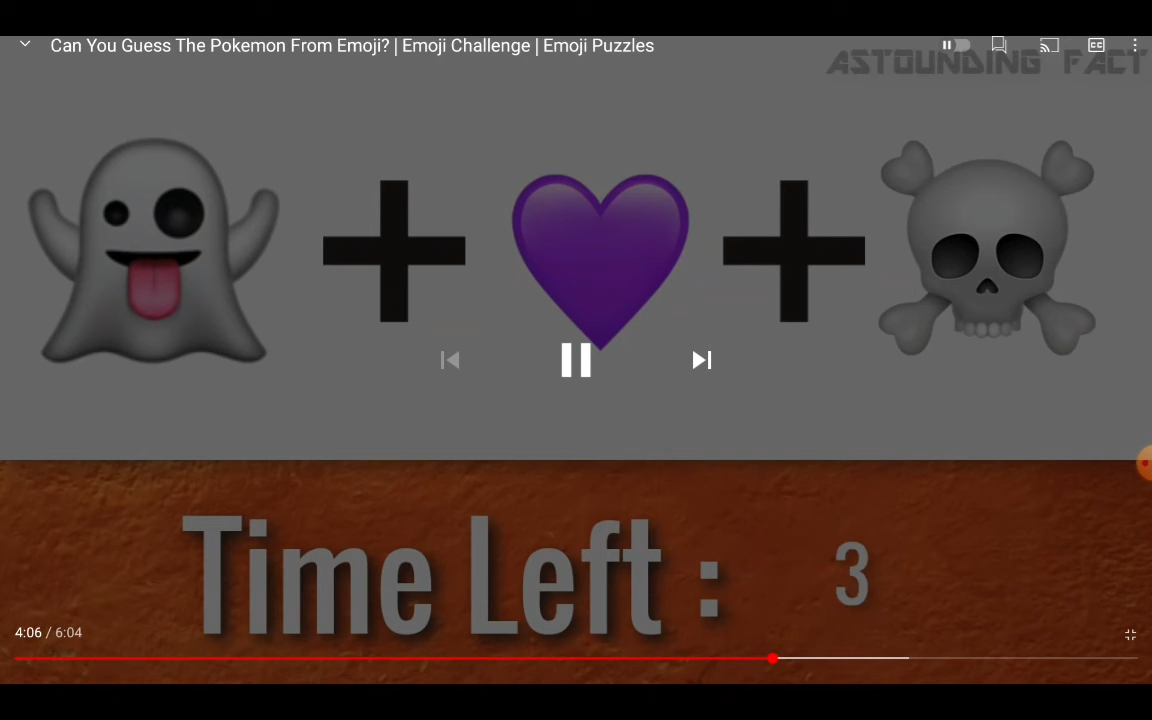 Can You Guess The Pokemon From Emoji? | Emoji Challenge | Emoji Puzzles
CC
ASTOUNDING FACT
Time Left : 3
4:06 / 6:04